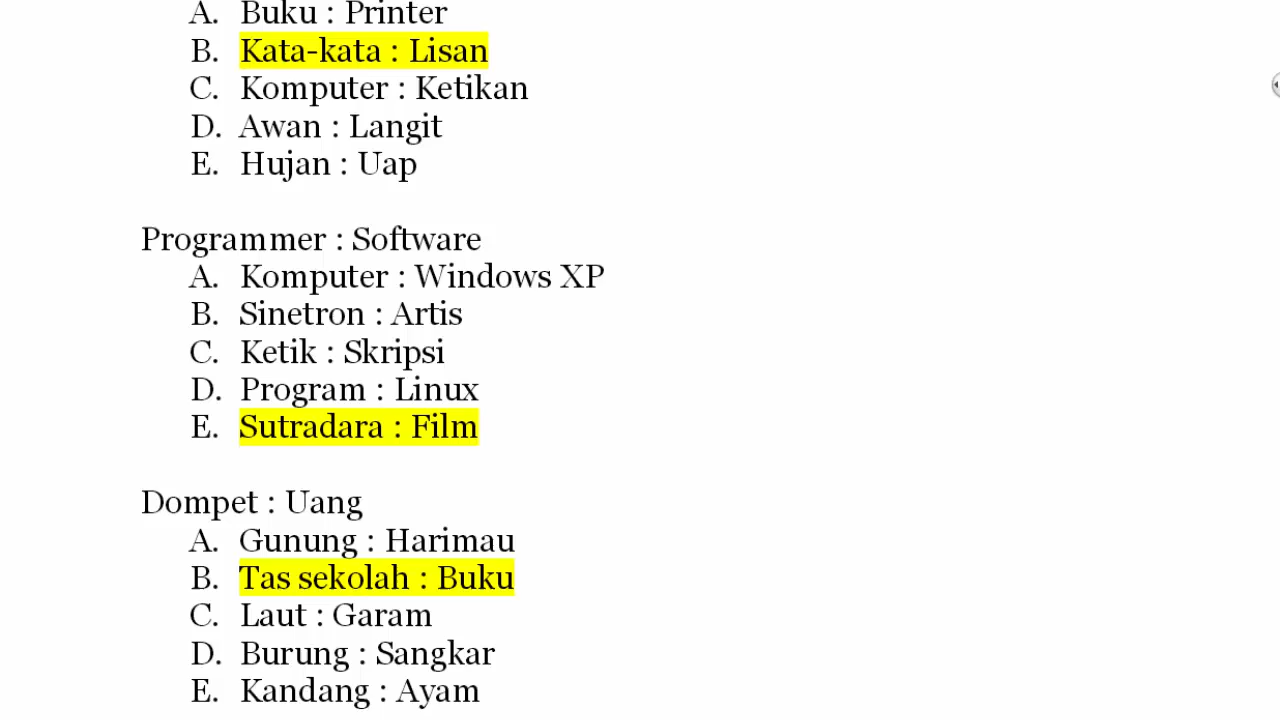 A. Buku : Printer
B. Kata-kata : Lisan
C. Komputer : Ketikan
D. Awan : Langit
E. Hujan : Uap
Programmer : Software
A. Komputer : Windows XP
B. Sinetron : Artis
C. Ketik : Skripsi
D. Program : Linux
E. Sutradara : Film
Dompet : Uang
A. Gunung : Harimau
B. Tas sekolah : Buku
C. Laut : Garam
D. Burung : Sangkar
E. Kandang : Ayam